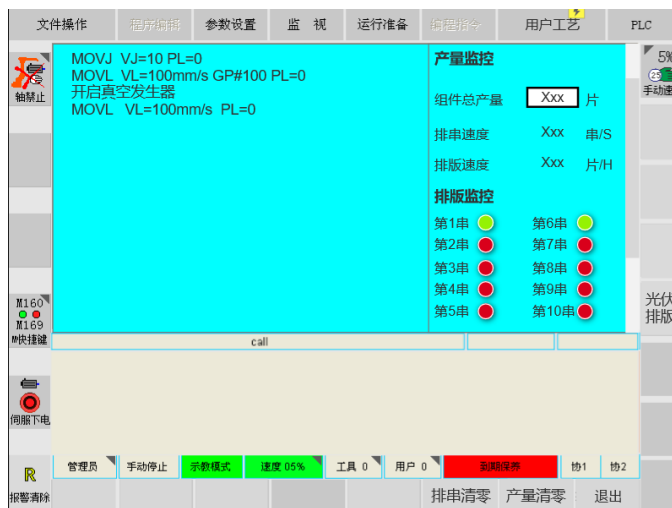 文件操作 程序编辑 参数设置 监 视 运行准备 编程指令 用户工艺 PLC
MOVJ VJ=10 PL=0
MOVL VL=100mm/s GP#100 PL=0
开启真空发生器
MOVL VL=100mm/s PL=0
产量监控
组件总产量 Xxx 片
排串速度 Xxx 串/S
排版速度 Xxx 片/H
排版监控
第1串 第6串
第2串 第7串
第3串 第8串
第4串 第9串
第5串 第10串
轴禁止
M160
M169
M快捷键
伺服下电
R
报警清除
5%
手动速
光伏
排版
call
管理员 手动停止 示教模式 速度 05% 工具 0 用户 0 到期保养 协1 协2
排串清零 产量清零 退出